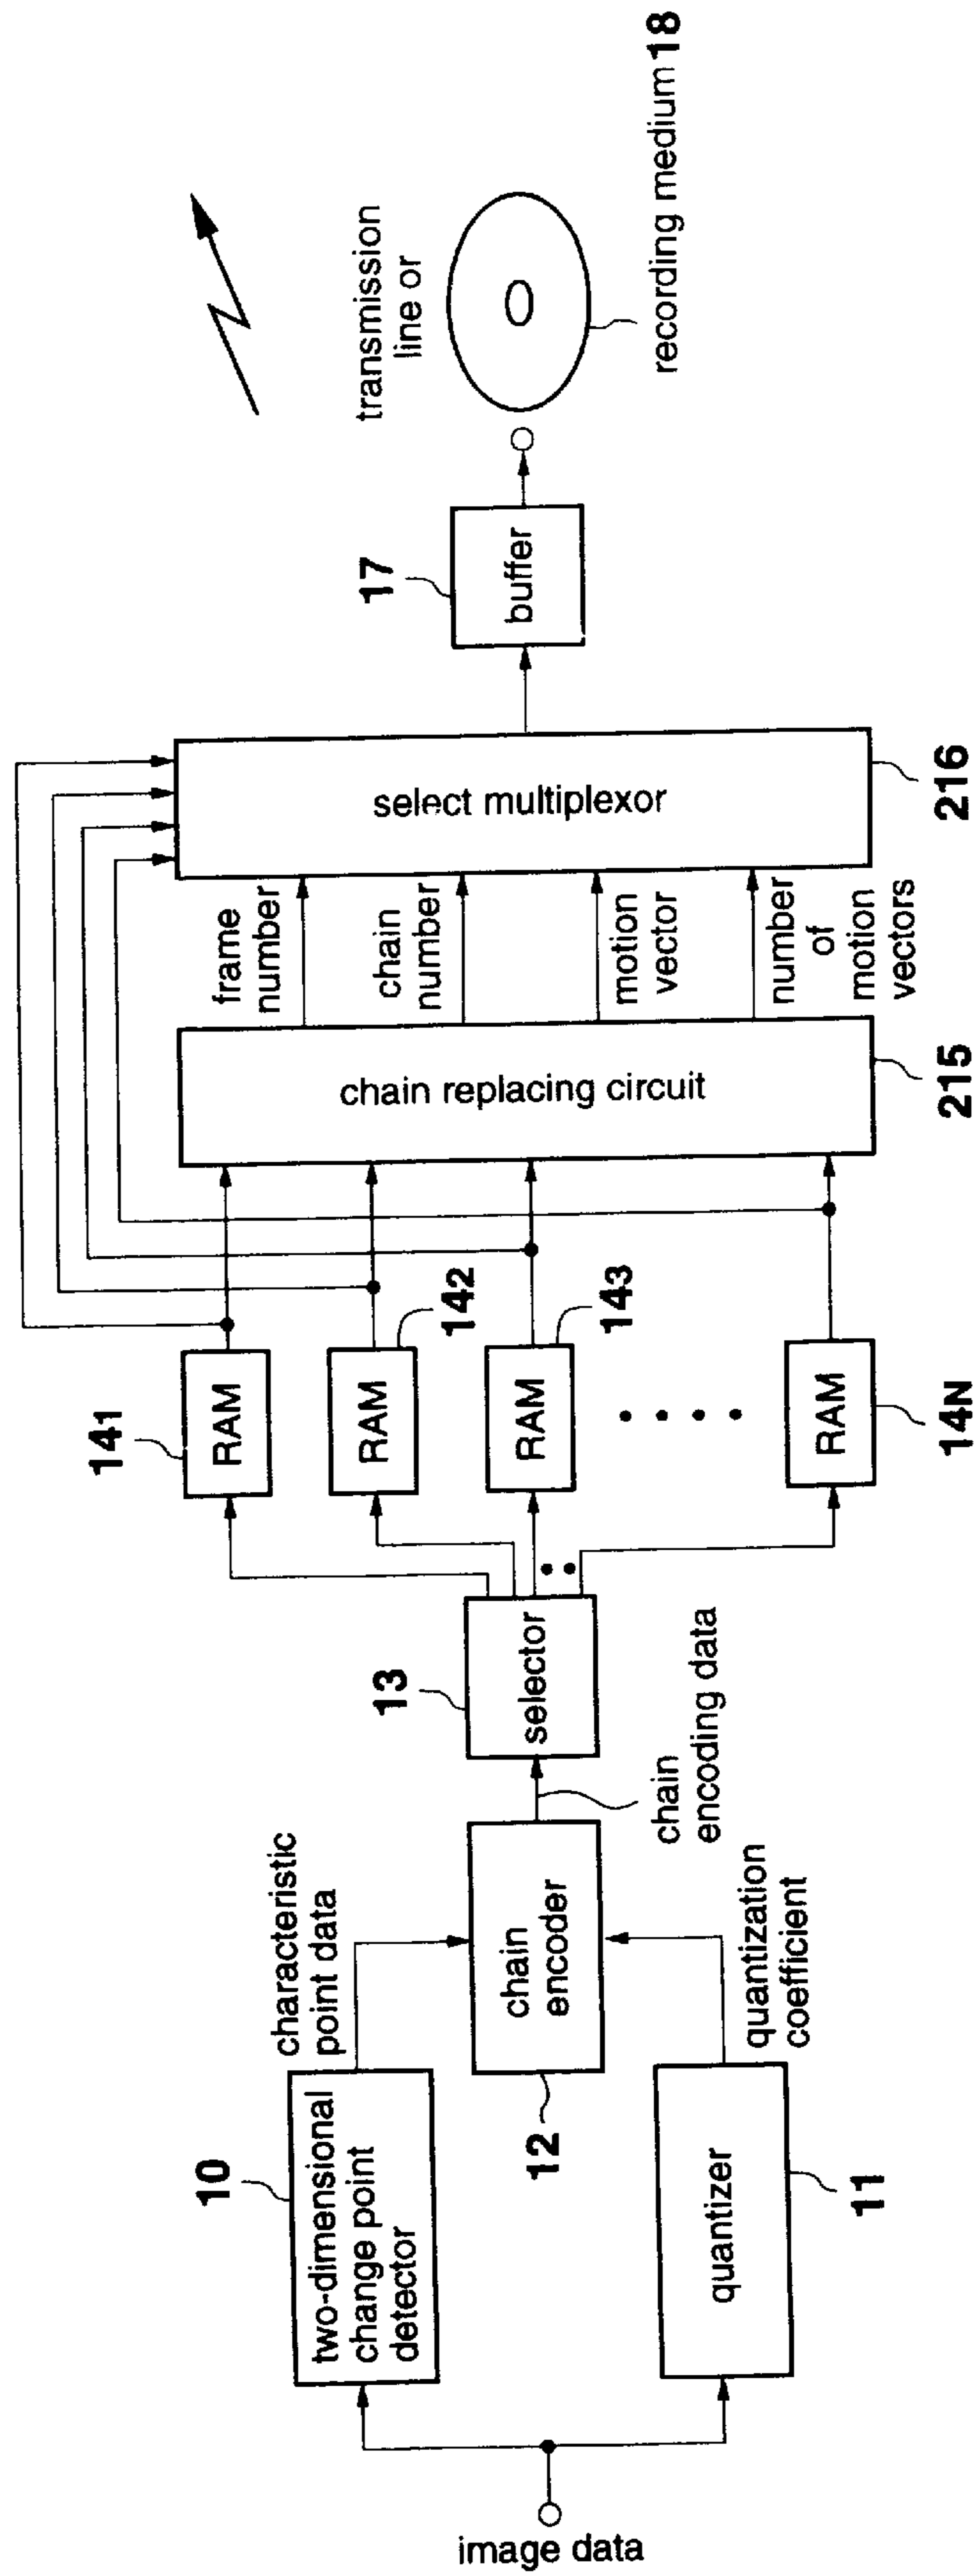 image data
10
two-dimensional
change point
detector
characteristic
point data
quantizer
11
quantization
coefficient
12
chain
encoder
chain
encoding data
13
selector
141
RAM
RAM
142
RAM
143
RAM
14N
chain replacing circuit
215
frame
number
chain
number
motion
vector
number
of
motion
vectors
select multiplexor
216
17
buffer
transmission
line or
recording medium 18